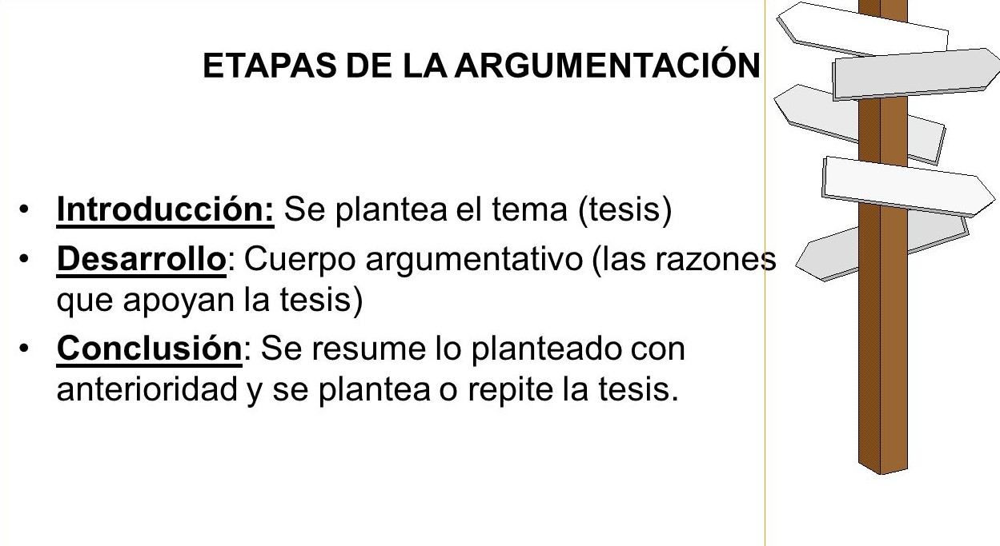 ETAPAS DE LA ARGUMENTACIÓN
• Introducción: Se plantea el tema (tesis)
• Desarrollo: Cuerpo argumentativo (las razones
que apoyan la tesis)
• Conclusión: Se resume lo planteado con
anterioridad y se plantea o repite la tesis.